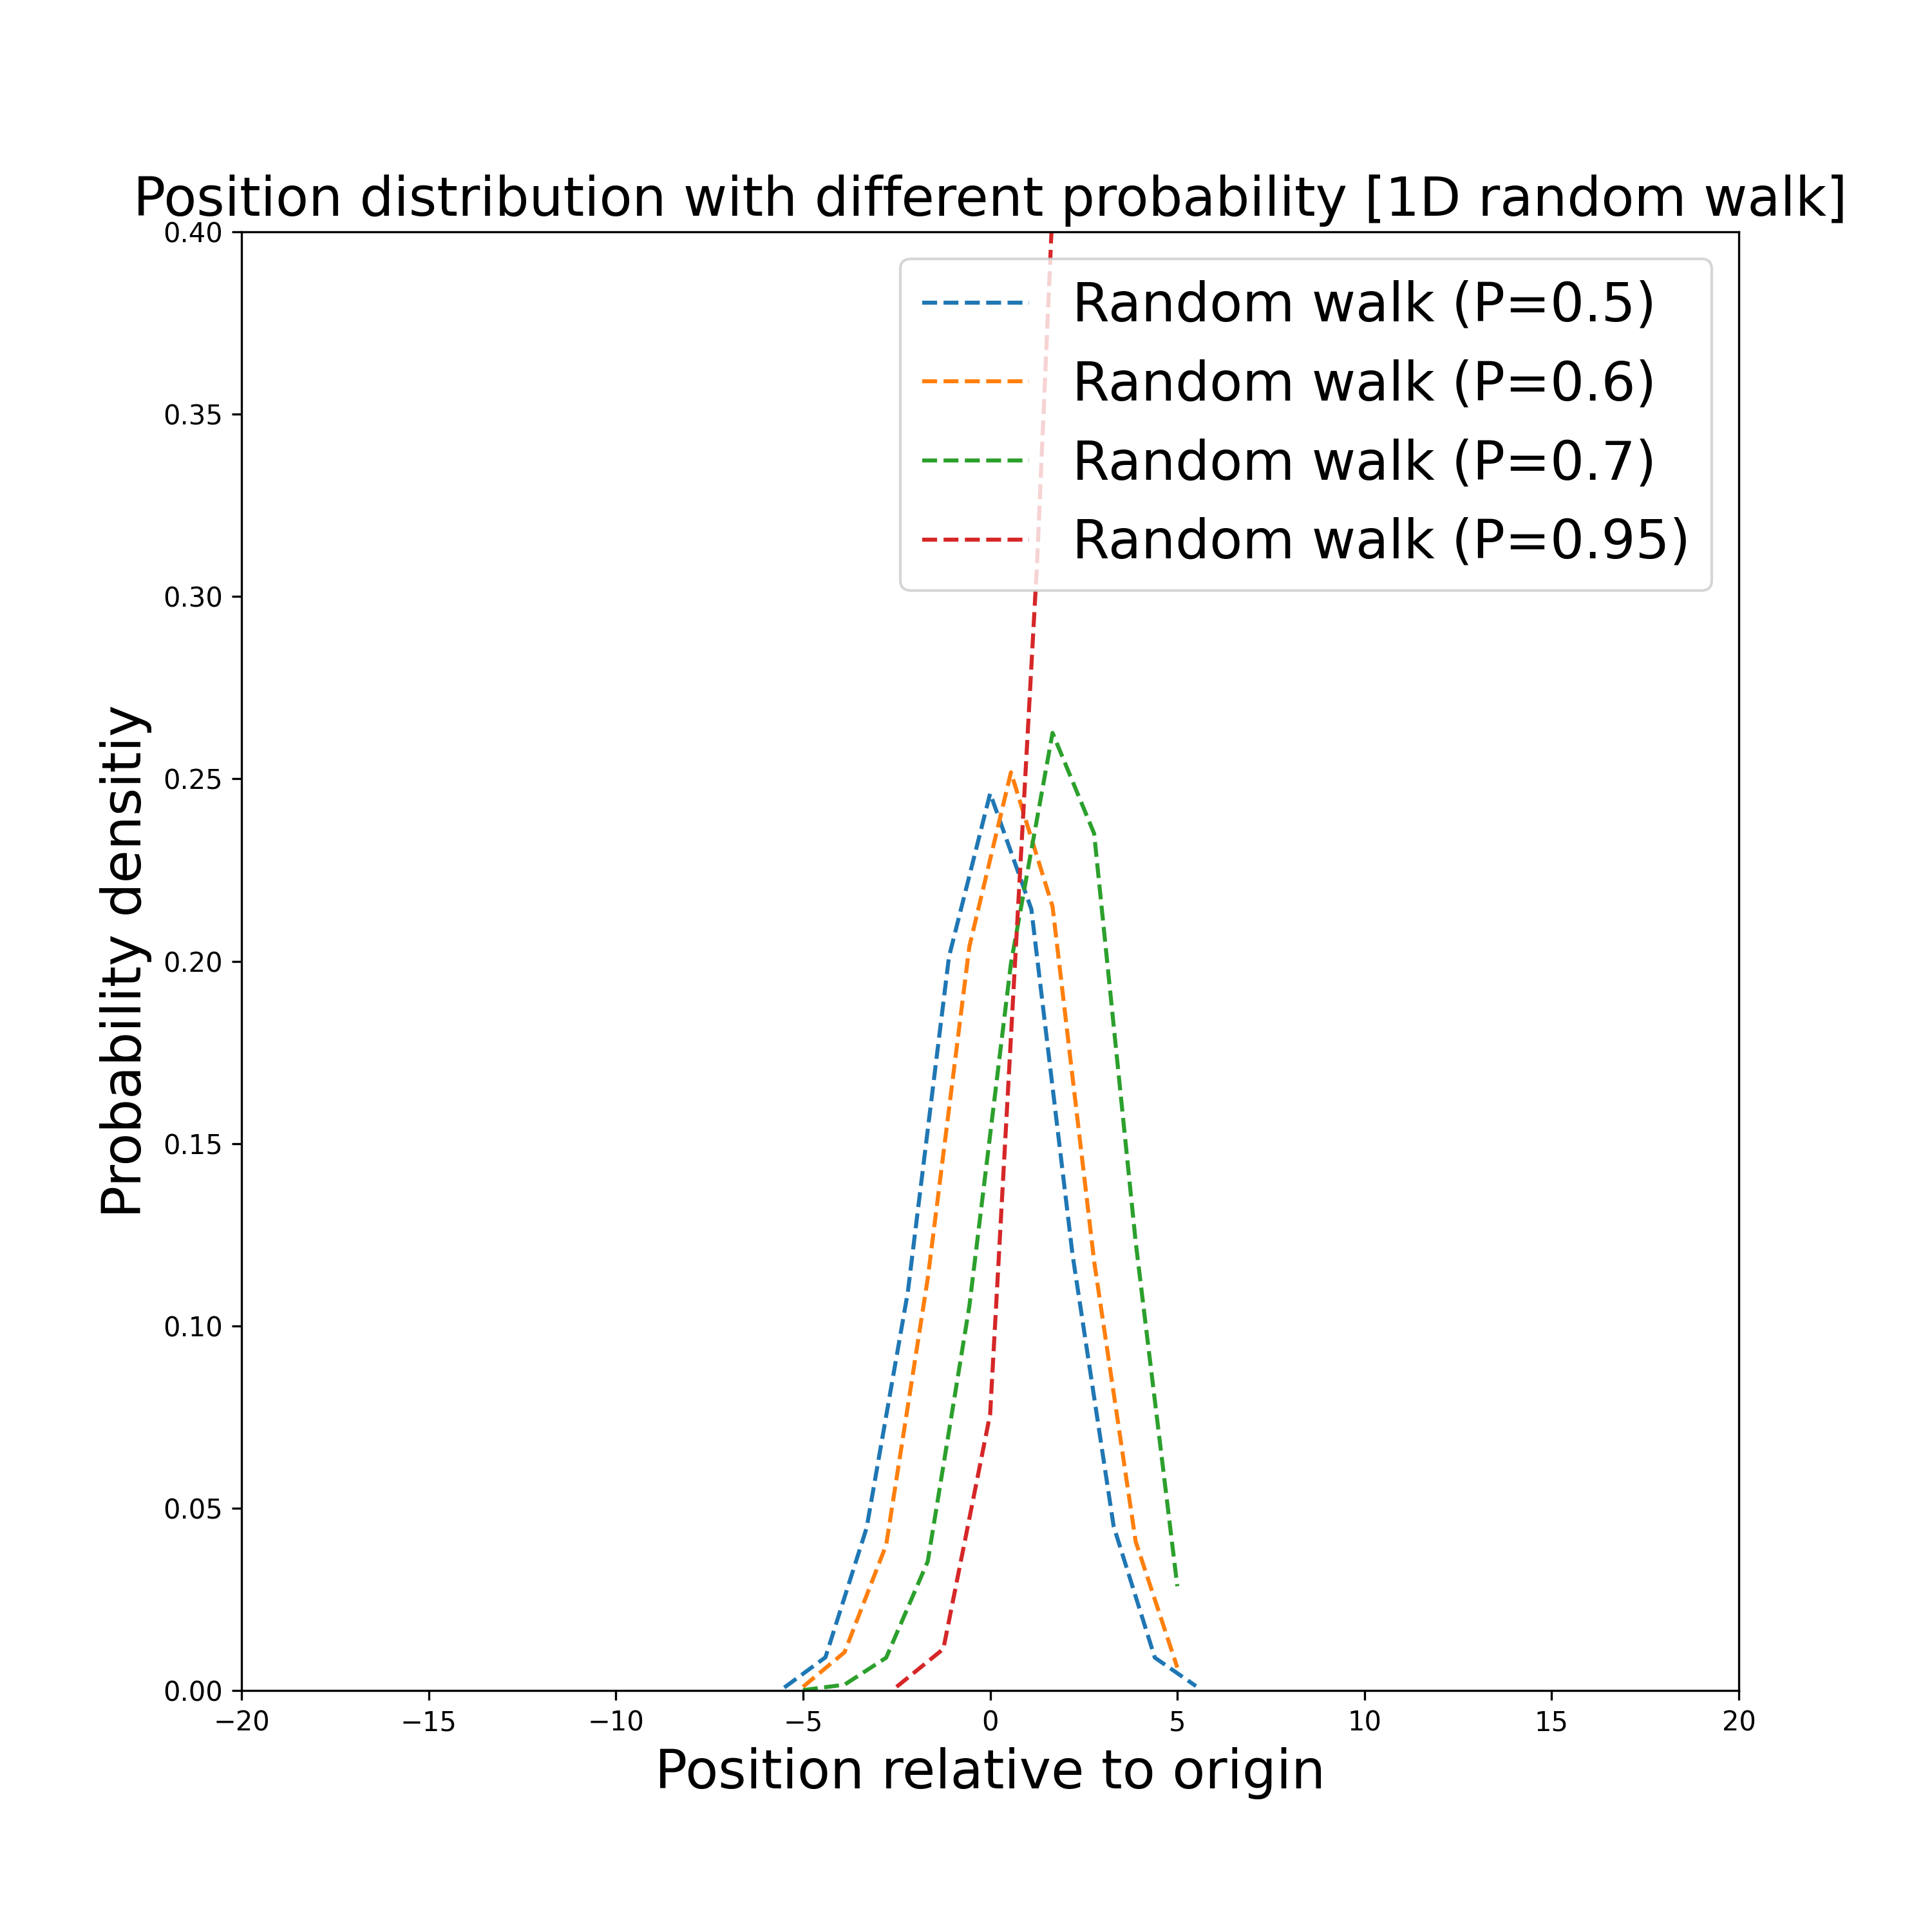 Position distribution with different probability [1D random walk]
0.40
0.35
0.30
0.25
0.20
0.15
0.10
0.05
0.00
Probability densitiy
Random walk (P=0.5)
Random walk (P=0.6)
Random walk (P=0.7)
Random walk (P=0.95)
−20 −15 −10 −5 0 5 10 15 20
Position relative to origin